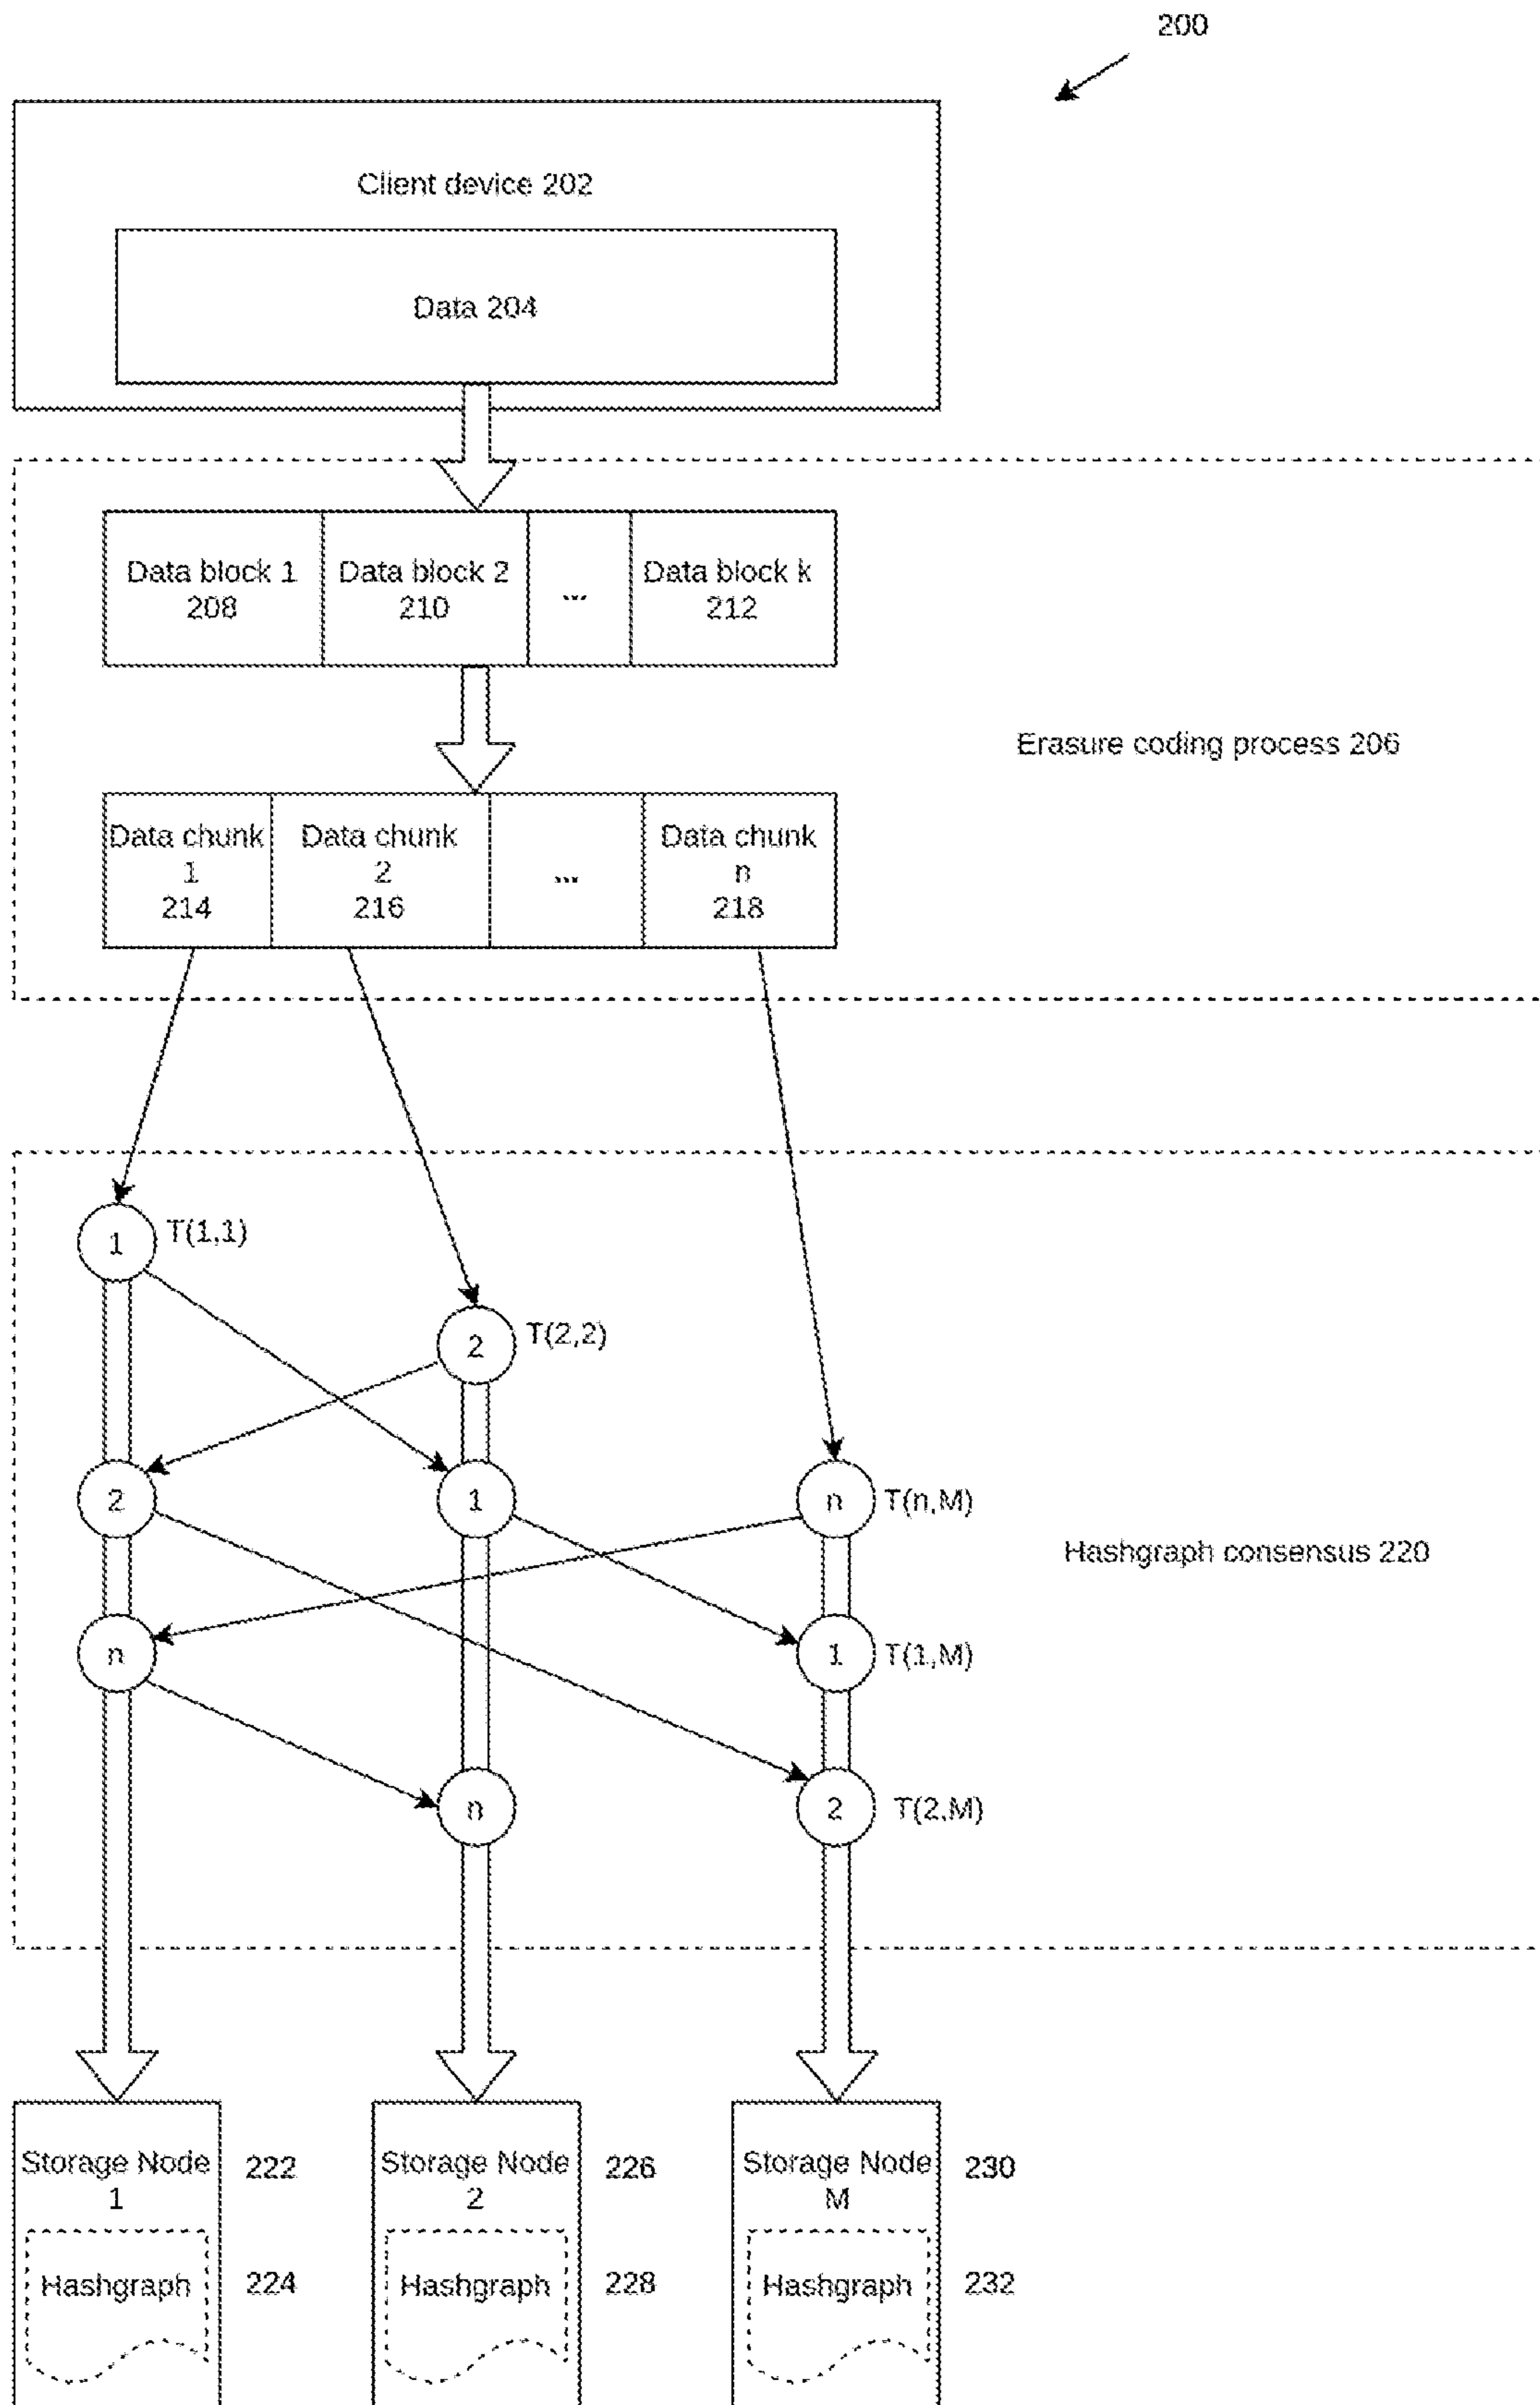 200
Client device 202
Data 204
Data block 1
208
Data block 2
210
...
Data block k
212
Erasure coding process 206
Data chunk
1
214
Data chunk
2
216
...
Data chunk
n
218
1
T(1,1)
2
T(2,2)
2
1
n
T(n,M)
Hashgraph consensus 220
n
1
T(1,M)
n
2
T(2,M)
Storage Node
1
222
Hashgraph
224
Storage Node
2
226
Hashgraph
228
Storage Node
M
230
Hashgraph
232